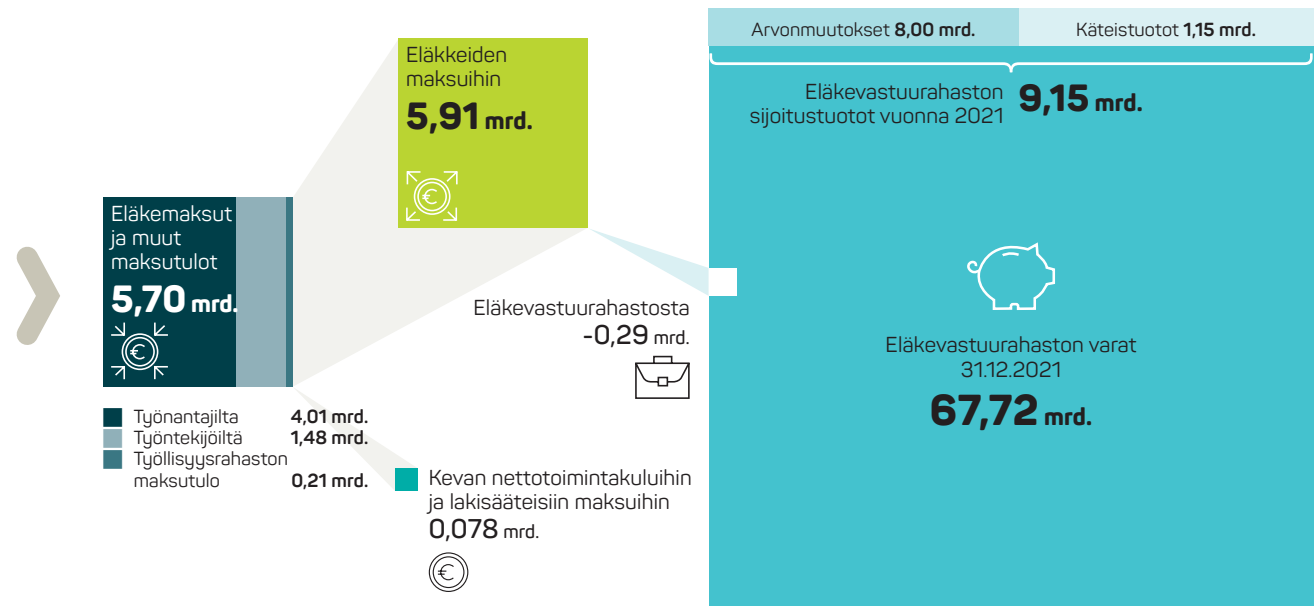 Arvonmuutokset 8,00 mrd.
Käteistuotot 1,15 mrd.
Eläkevastuurahaston
sijoitustuotot vuonna 2021
9,15 mrd.
Eläkkeiden
maksuihin
5,91 mrd.
Eläkemaksut
ja muut
maksutulot
5,70 mrd.
Eläkevastuurahastosta
-0,29 mrd.
Eläkevastuurahaston varat
31.12.2021
67,72 mrd.
Työnantajilta 4,01 mrd.
Työntekijöiltä 1,48 mrd.
Työllisyysrahaston
maksutulo 0,21 mrd.
Kevan nettotoimintakuluihin
ja lakisääteisiin maksuihin
0,078 mrd.